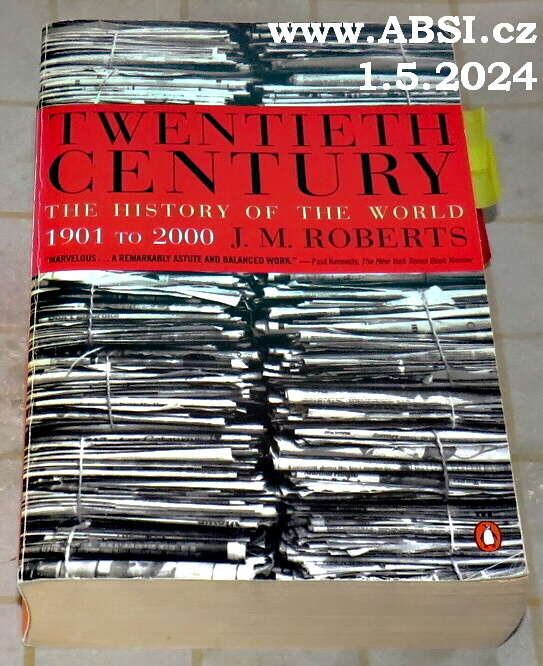 www.ABSI.cz
1.5.2024
TWENTIETH
CENTURY
THE HISTORY OF THE WORLD
1901 TO 2000 J. M. ROBERTS
"MARVELOUS . . . A REMARKABLY ASTUTE AND BALANCED WORK." —Paul Kennedy, The New York Times Book Review